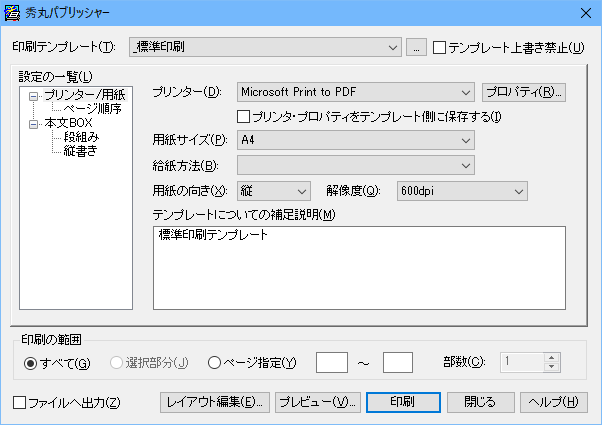 秀丸パブリッシャー
印刷テンプレート(T): _標準印刷 ... テンプレート上書き禁止(U)
設定の一覧(L)
プリンター/用紙
ページ順序
本文BOX
段組み
縦書き
プリンター(D): Microsoft Print to PDF プロパティ(R)...
プリンタ・プロパティをテンプレート側に保存する(I)
用紙サイズ(P): A4
給紙方法(B):
用紙の向き(X): 縦 解像度(Q): 600dpi
テンプレートについての補足説明(M)
標準印刷テンプレート
印刷の範囲
すべて(G) 選択部分(J) ページ指定(Y) ～ 部数(C): 1
ファイルへ出力(Z) レイアウト編集(E)... プレビュー(V)... 印刷 閉じる ヘルプ(H)